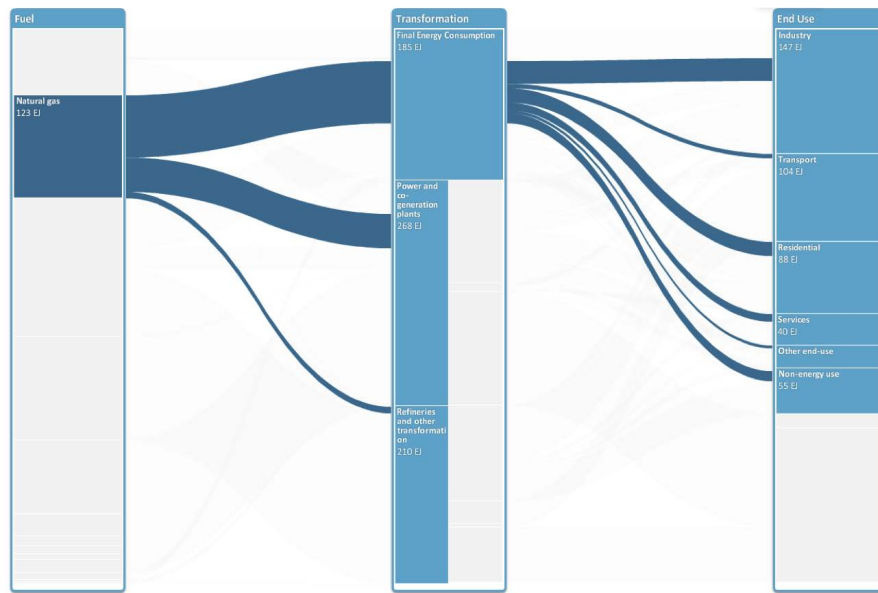 Fuel
Natural gas
123 EJ
Transformation
Final Energy Consumption
185 EJ
Power and
co-
generation
plants
268 EJ
Refineries
and other
transformati
on
210 EJ
End Use
Industry
147 EJ
Transport
104 EJ
Residential
88 EJ
Services
40 EJ
Other end-use
Non-energy use
55 EJ